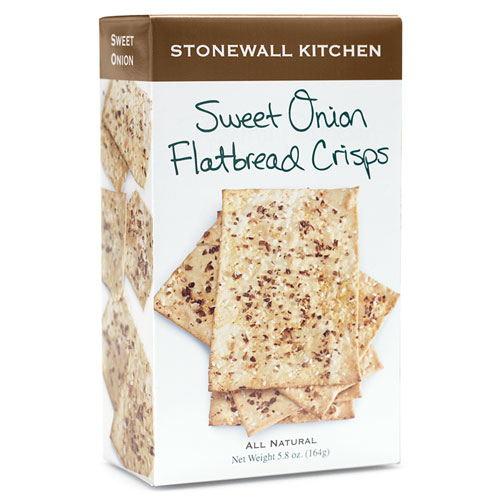 SWEET
ONION
STONEWALL KITCHEN
Sweet Onion
Flatbread Crisps
ALL NATURAL
Net Weight 5.8 oz. (164g)